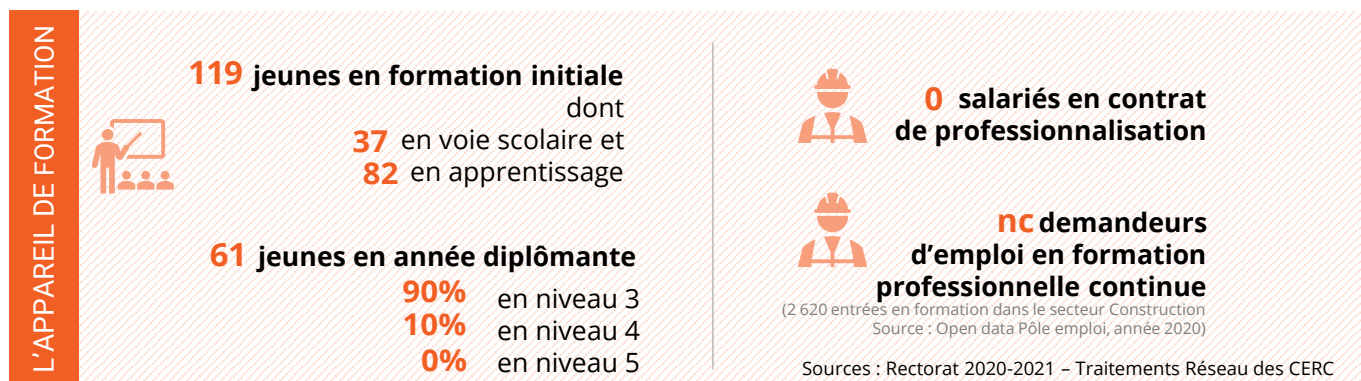 L'APPAREIL DE FORMATION
119 jeunes en formation initiale
dont
37 en voie scolaire et
82 en apprentissage
61 jeunes en année diplômante
90% en niveau 3
10% en niveau 4
0% en niveau 5
0 salariés en contrat
de professionnalisation
nc demandeurs
d’emploi en formation
professionnelle continue
(2 620 entrées en formation dans le secteur Construction
Source : Open data Pôle emploi, année 2020)
Sources : Rectorat 2020-2021 – Traitements Réseau des CERC